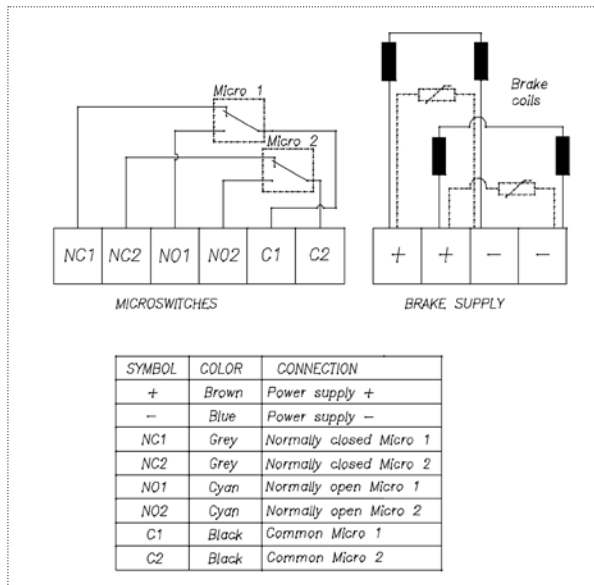 Micro 1
Brake
coils
Micro 2
NC1 NC2 NO1 NO2 C1 C2
+ + - -
MICROSWITCHES
BRAKE SUPPLY
SYMBOL COLOR CONNECTION
+ Brown Power supply +
- Blue Power supply -
NC1 Grey Normally closed Micro 1
NC2 Grey Normally closed Micro 2
NO1 Cyan Normally open Micro 1
NO2 Cyan Normally open Micro 2
C1 Black Common Micro 1
C2 Black Common Micro 2